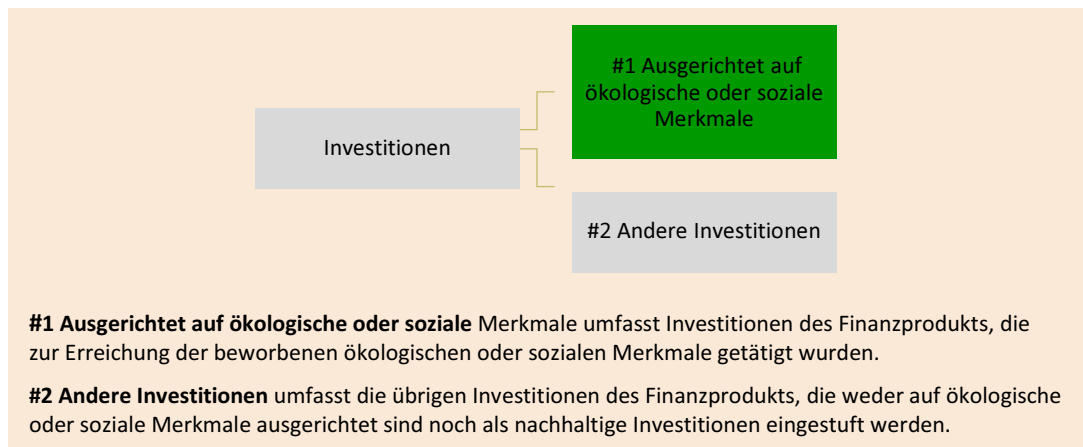 #1 Ausgerichtet auf
ökologische oder soziale
Merkmale
Investitionen
#2 Andere Investitionen
#1 Ausgerichtet auf ökologische oder soziale Merkmale umfasst Investitionen des Finanzprodukts, die
zur Erreichung der beworbenen ökologischen oder sozialen Merkmale getätigt wurden.
#2 Andere Investitionen umfasst die übrigen Investitionen des Finanzprodukts, die weder auf ökologische
oder soziale Merkmale ausgerichtet sind noch als nachhaltige Investitionen eingestuft werden.